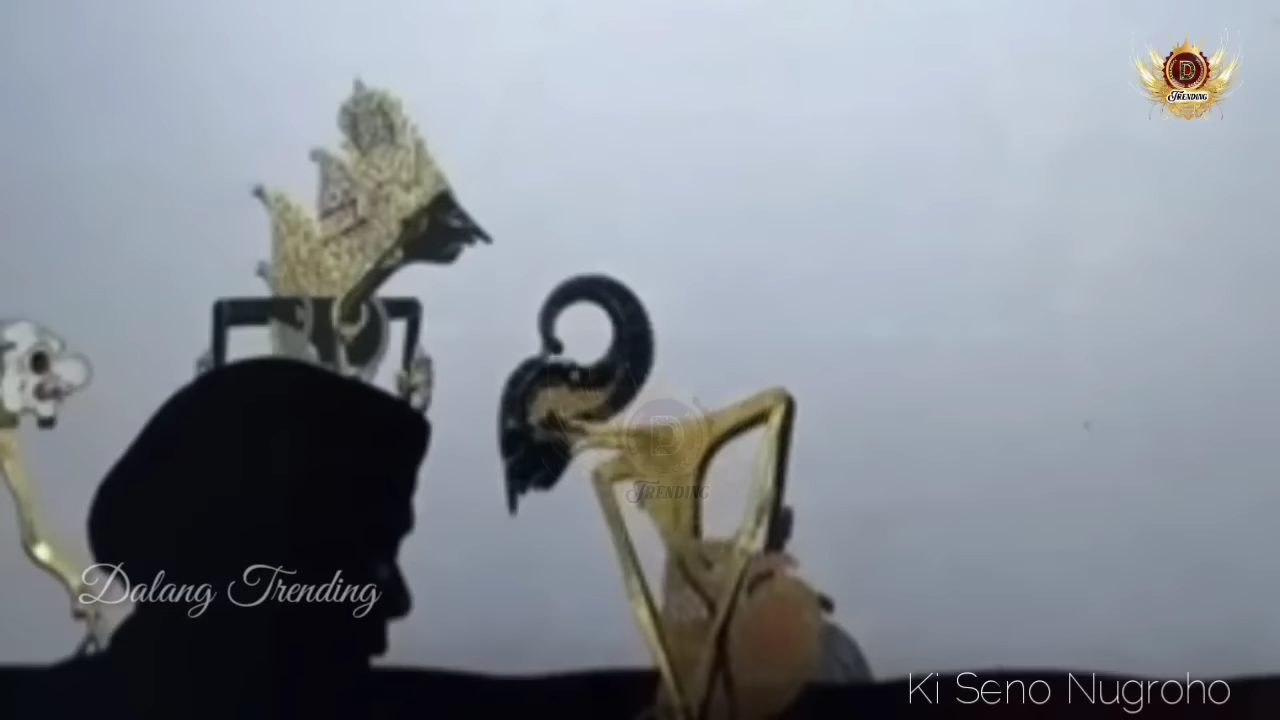 D
TRENDING
D
TRENDING
Dalang Trending
Ki Seno Nugroho